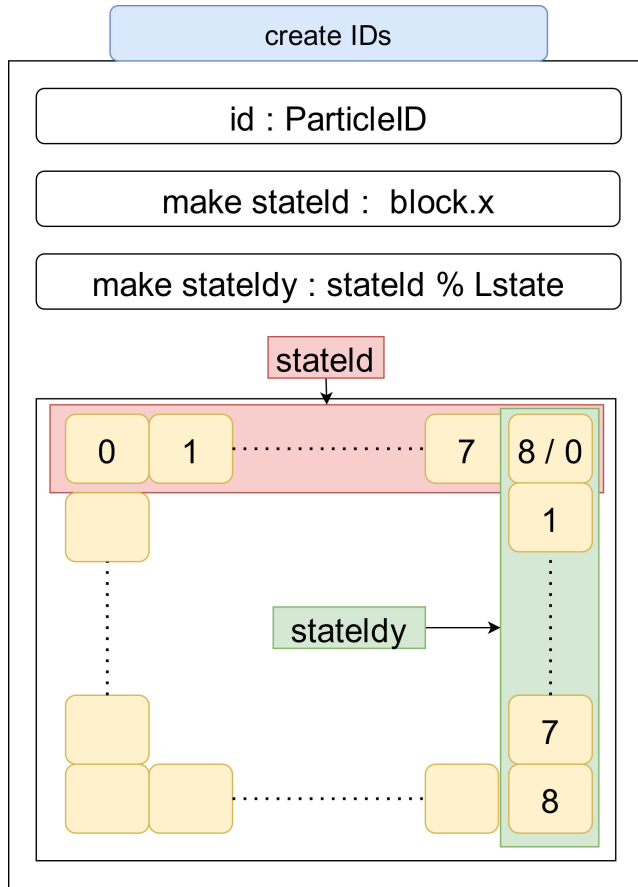 create IDs
id : ParticleID
make stateId : block.x
make stateIdy : stateId % Lstate
stateId
0 1 7 8 / 0
1
stateIdy
7
8